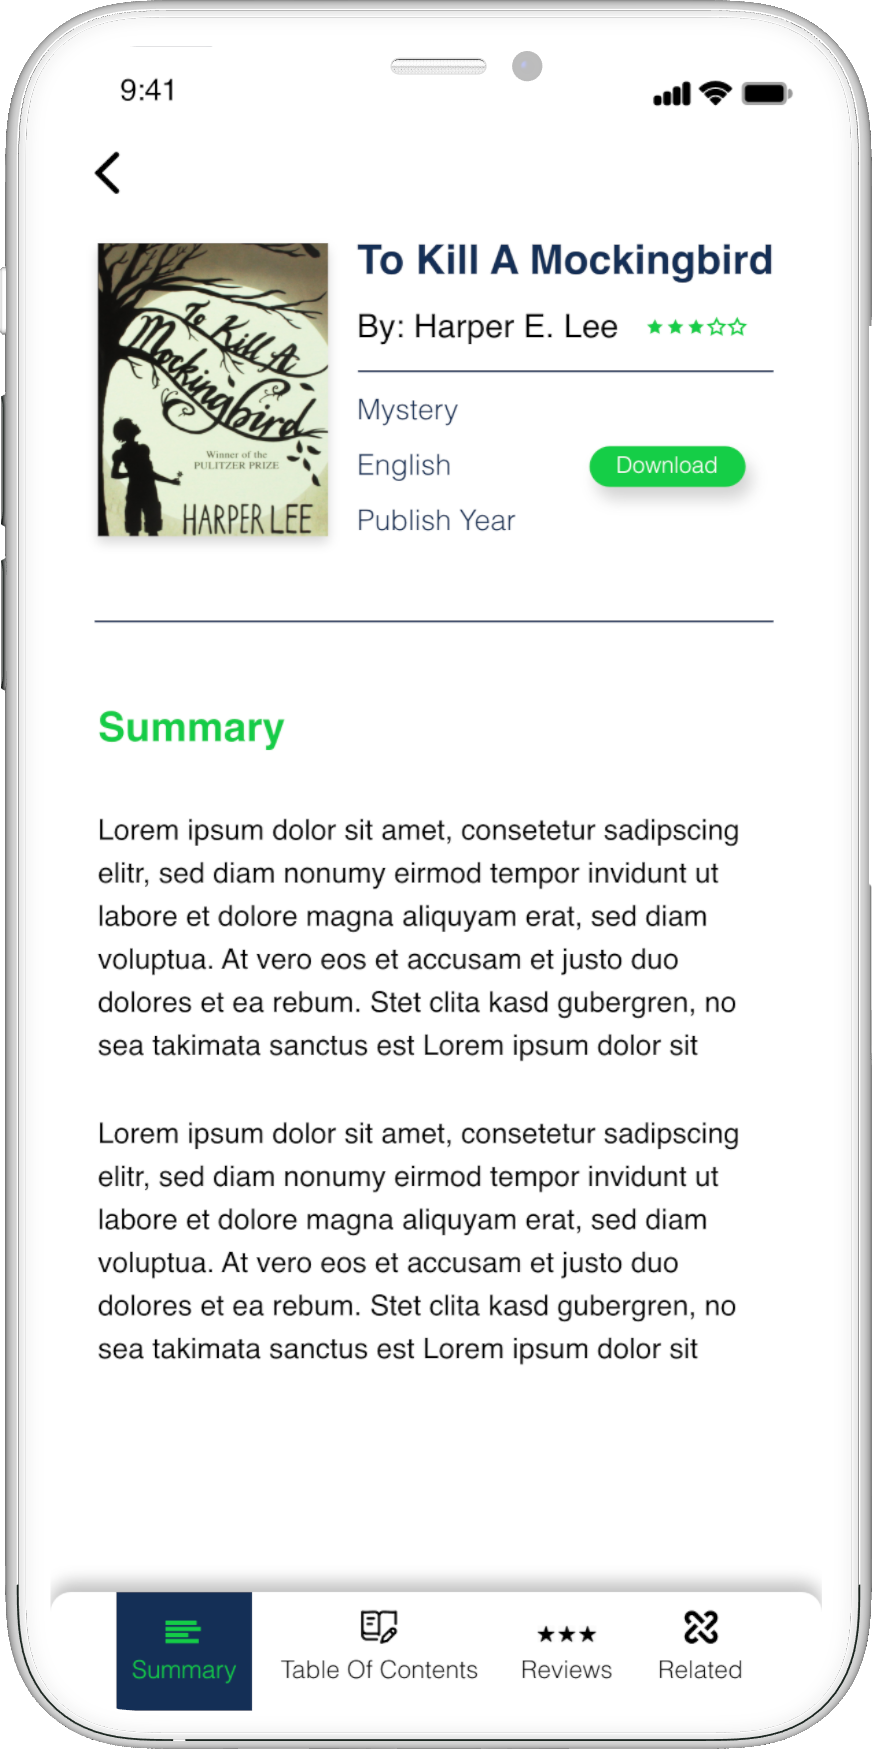 9:41
To Kill A Mockingbird
By: Harper E. Lee
To Kill A
Mockingbird
Winner of the
PULITZER PRIZE
HARPER LEE
Mystery
English
Download
Publish Year
Summary
Lorem ipsum dolor sit amet, consetetur sadipscing
elitr, sed diam nonumy eirmod tempor invidunt ut
labore et dolore magna aliquyam erat, sed diam
voluptua. At vero eos et accusam et justo duo
dolores et ea rebum. Stet clita kasd gubergren, no
sea takimata sanctus est Lorem ipsum dolor sit
Lorem ipsum dolor sit amet, consetetur sadipscing
elitr, sed diam nonumy eirmod tempor invidunt ut
labore et dolore magna aliquyam erat, sed diam
voluptua. At vero eos et accusam et justo duo
dolores et ea rebum. Stet clita kasd gubergren, no
sea takimata sanctus est Lorem ipsum dolor sit
Summary
Table Of Contents
Reviews
Related